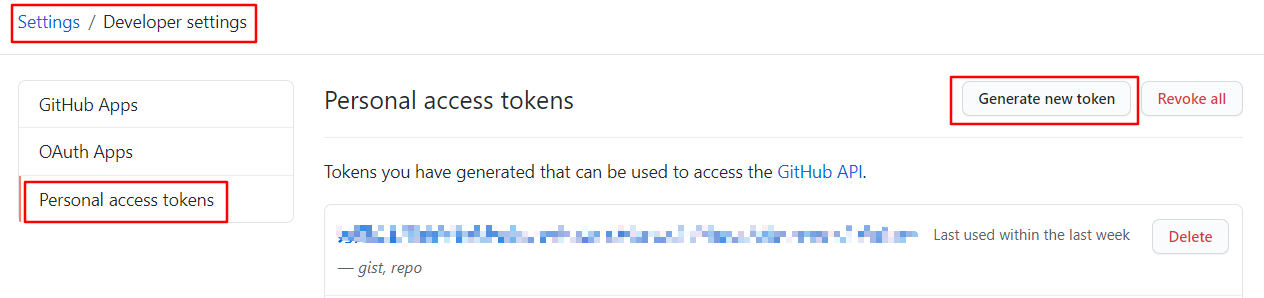 Settings / Developer settings
GitHub Apps
OAuth Apps
Personal access tokens
Personal access tokens
Generate new token
Revoke all
Tokens you have generated that can be used to access the GitHub API.
Last used within the last week
Delete
— gist, repo